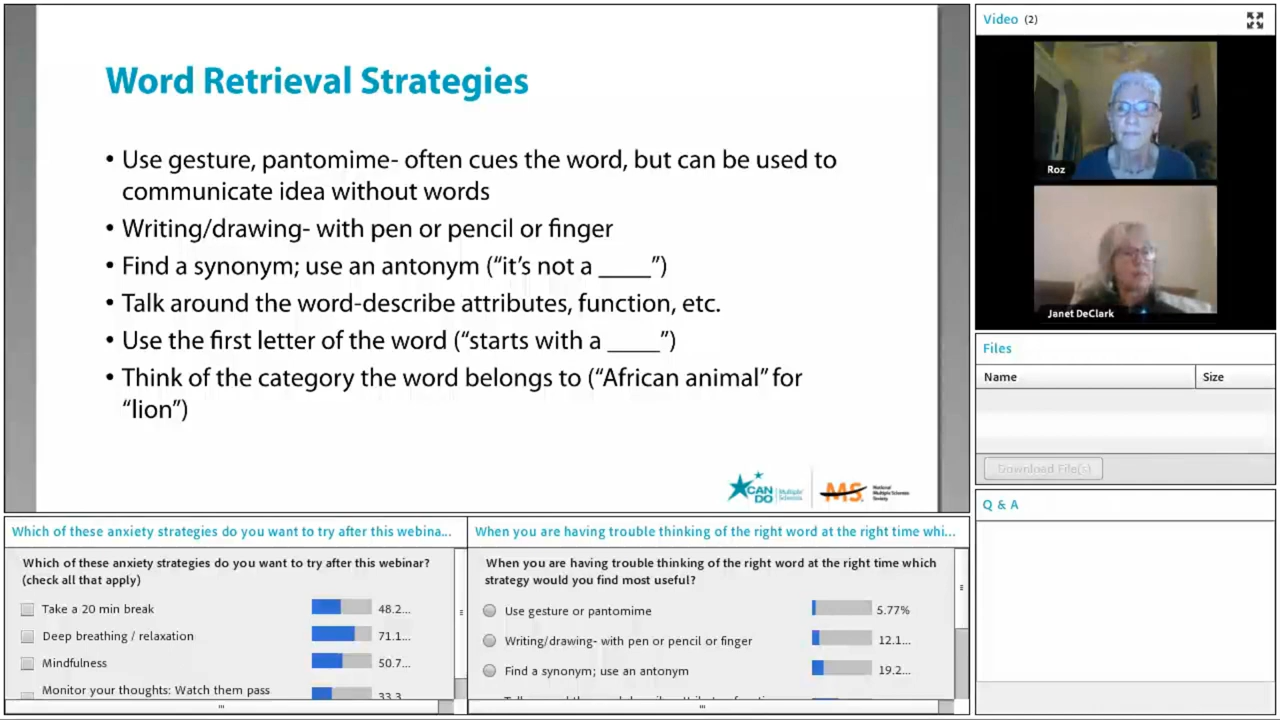 Word Retrieval Strategies
• Use gesture, pantomime- often cues the word, but can be used to
communicate idea without words
• Writing/drawing- with pen or pencil or finger
• Find a synonym; use an antonym (“it’s not a ____”)
• Talk around the word-describe attributes, function, etc.
• Use the first letter of the word (“starts with a ____”)
• Think of the category the word belongs to (“African animal” for
“lion”)
CAN
DO
Multiple
Sclerosis
MS
National
Multiple Sclerosis
Society
Video (2)
Roz
Janet DeClark
Files
Name Size
Download File(s)
Q & A
Which of these anxiety strategies do you want to try after this webina...
Which of these anxiety strategies do you want to try after this webinar?
(check all that apply)
Take a 20 min break 48.2...
Deep breathing / relaxation 71.1...
Mindfulness 50.7...
Monitor your thoughts: Watch them pass 33.3
When you are having trouble thinking of the right word at the right time whi...
When you are having trouble thinking of the right word at the right time which
strategy would you find most useful?
Use gesture or pantomime 5.77%
Writing/drawing- with pen or pencil or finger 12.1...
Find a synonym; use an antonym 19.2...